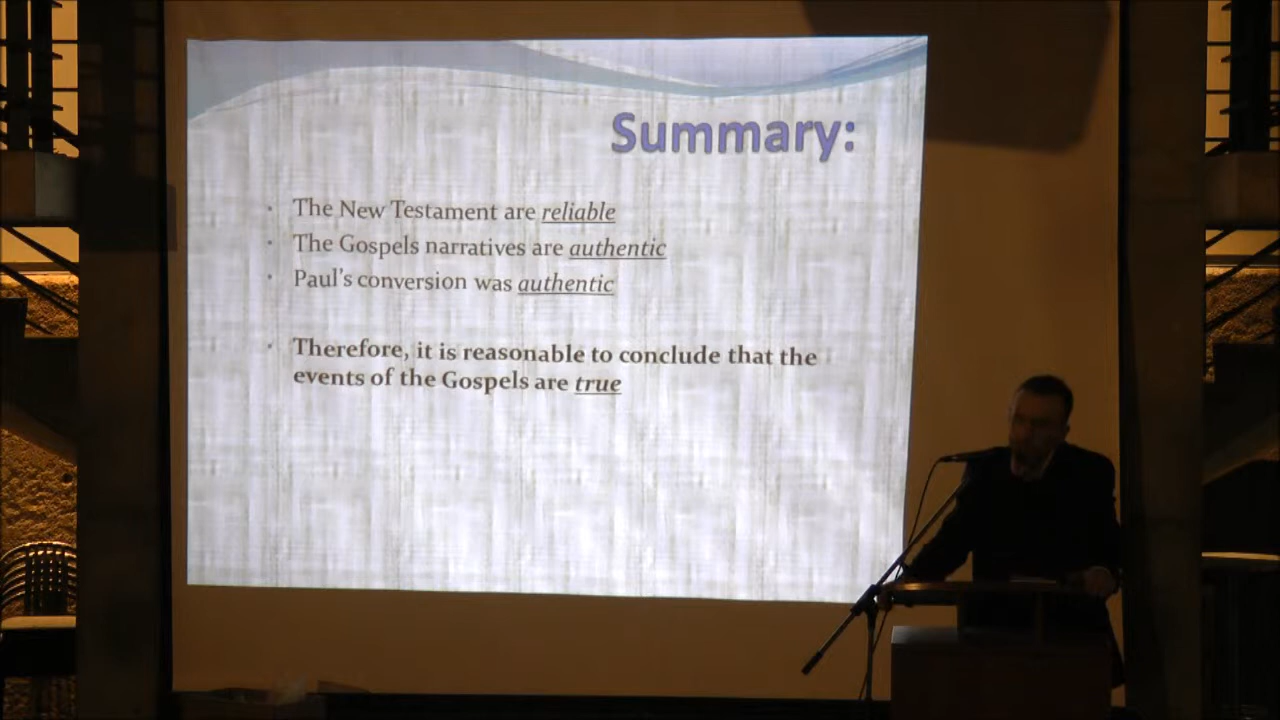 Summary:
• The New Testament are reliable
• The Gospels narratives are authentic
• Paul's conversion was authentic
• Therefore, it is reasonable to conclude that the
events of the Gospels are true